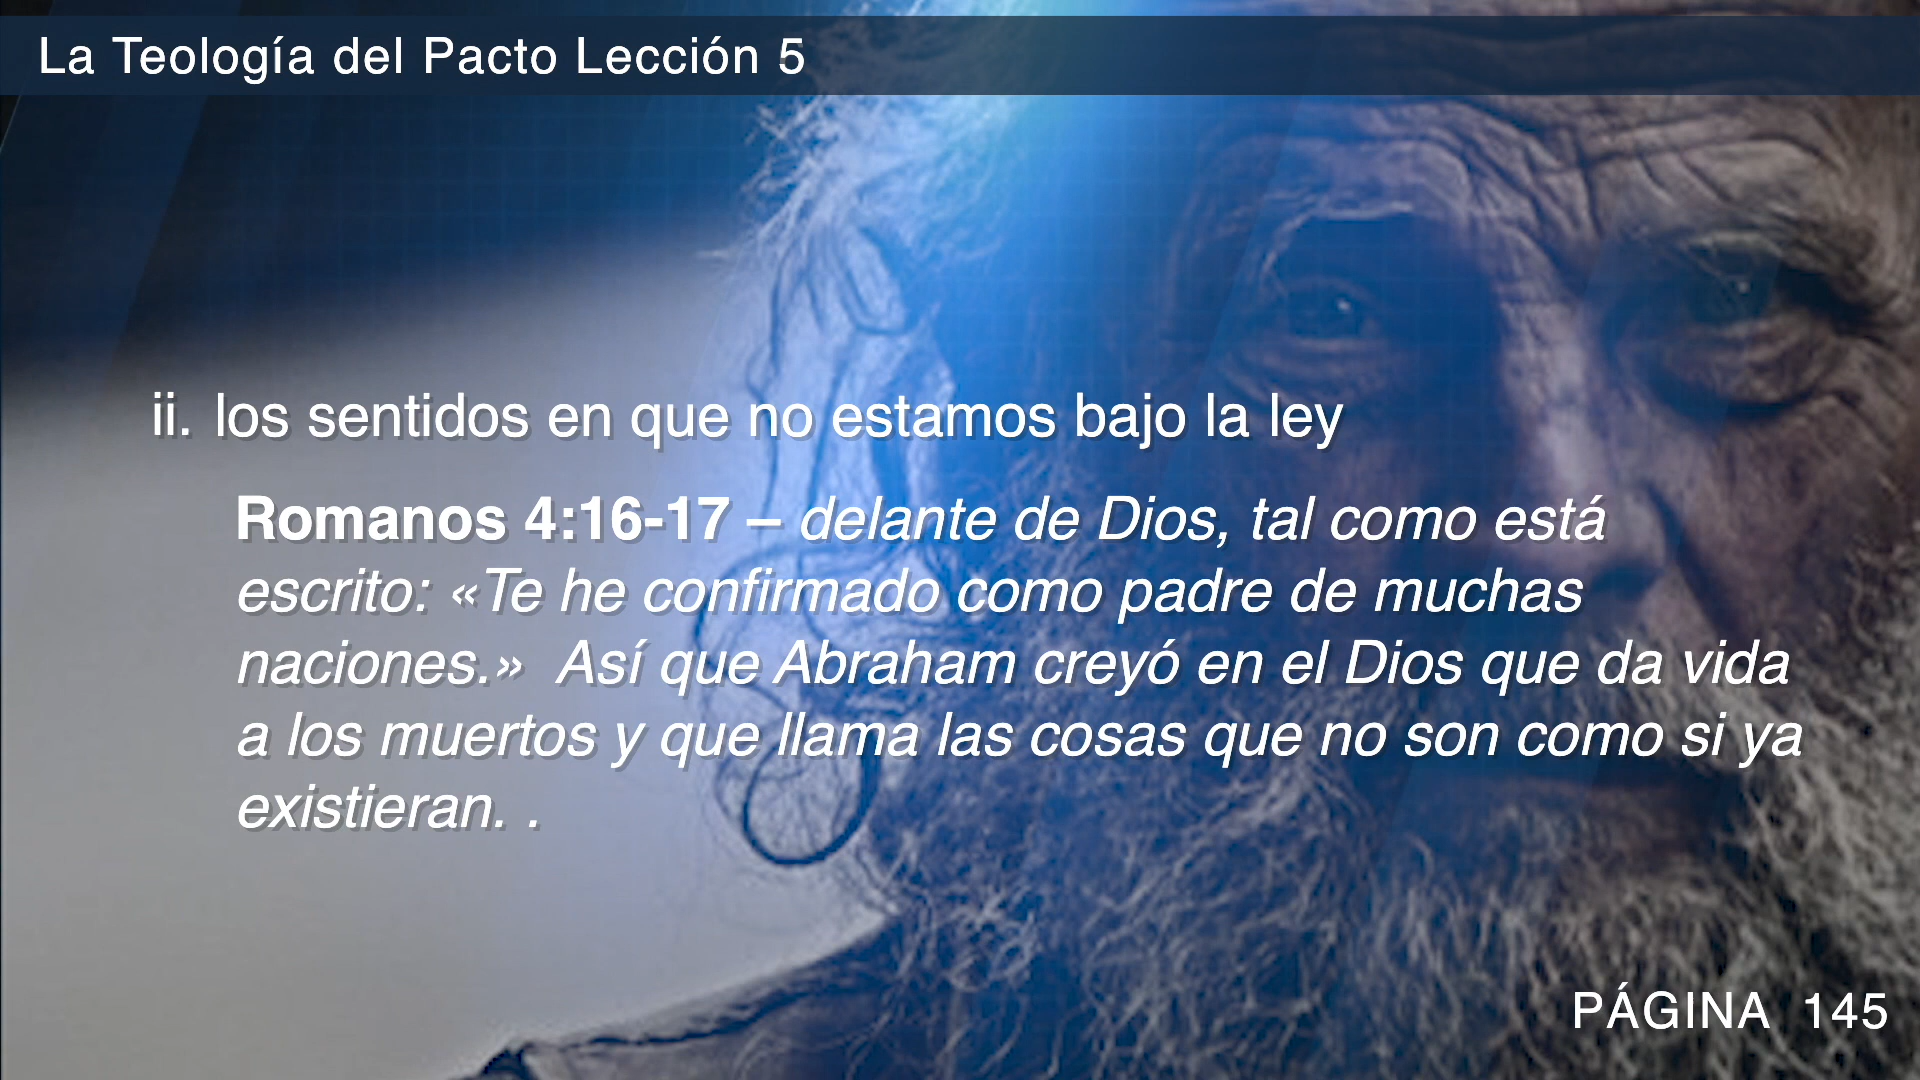 La Teología del Pacto Lección 5
ii. los sentidos en que no estamos bajo la ley
Romanos 4:16-17 – delante de Dios, tal como está
escrito: «Te he confirmado como padre de muchas
naciones.» Así que Abraham creyó en el Dios que da vida
a los muertos y que llama las cosas que no son como si ya
existieran. .
PÁGINA 145